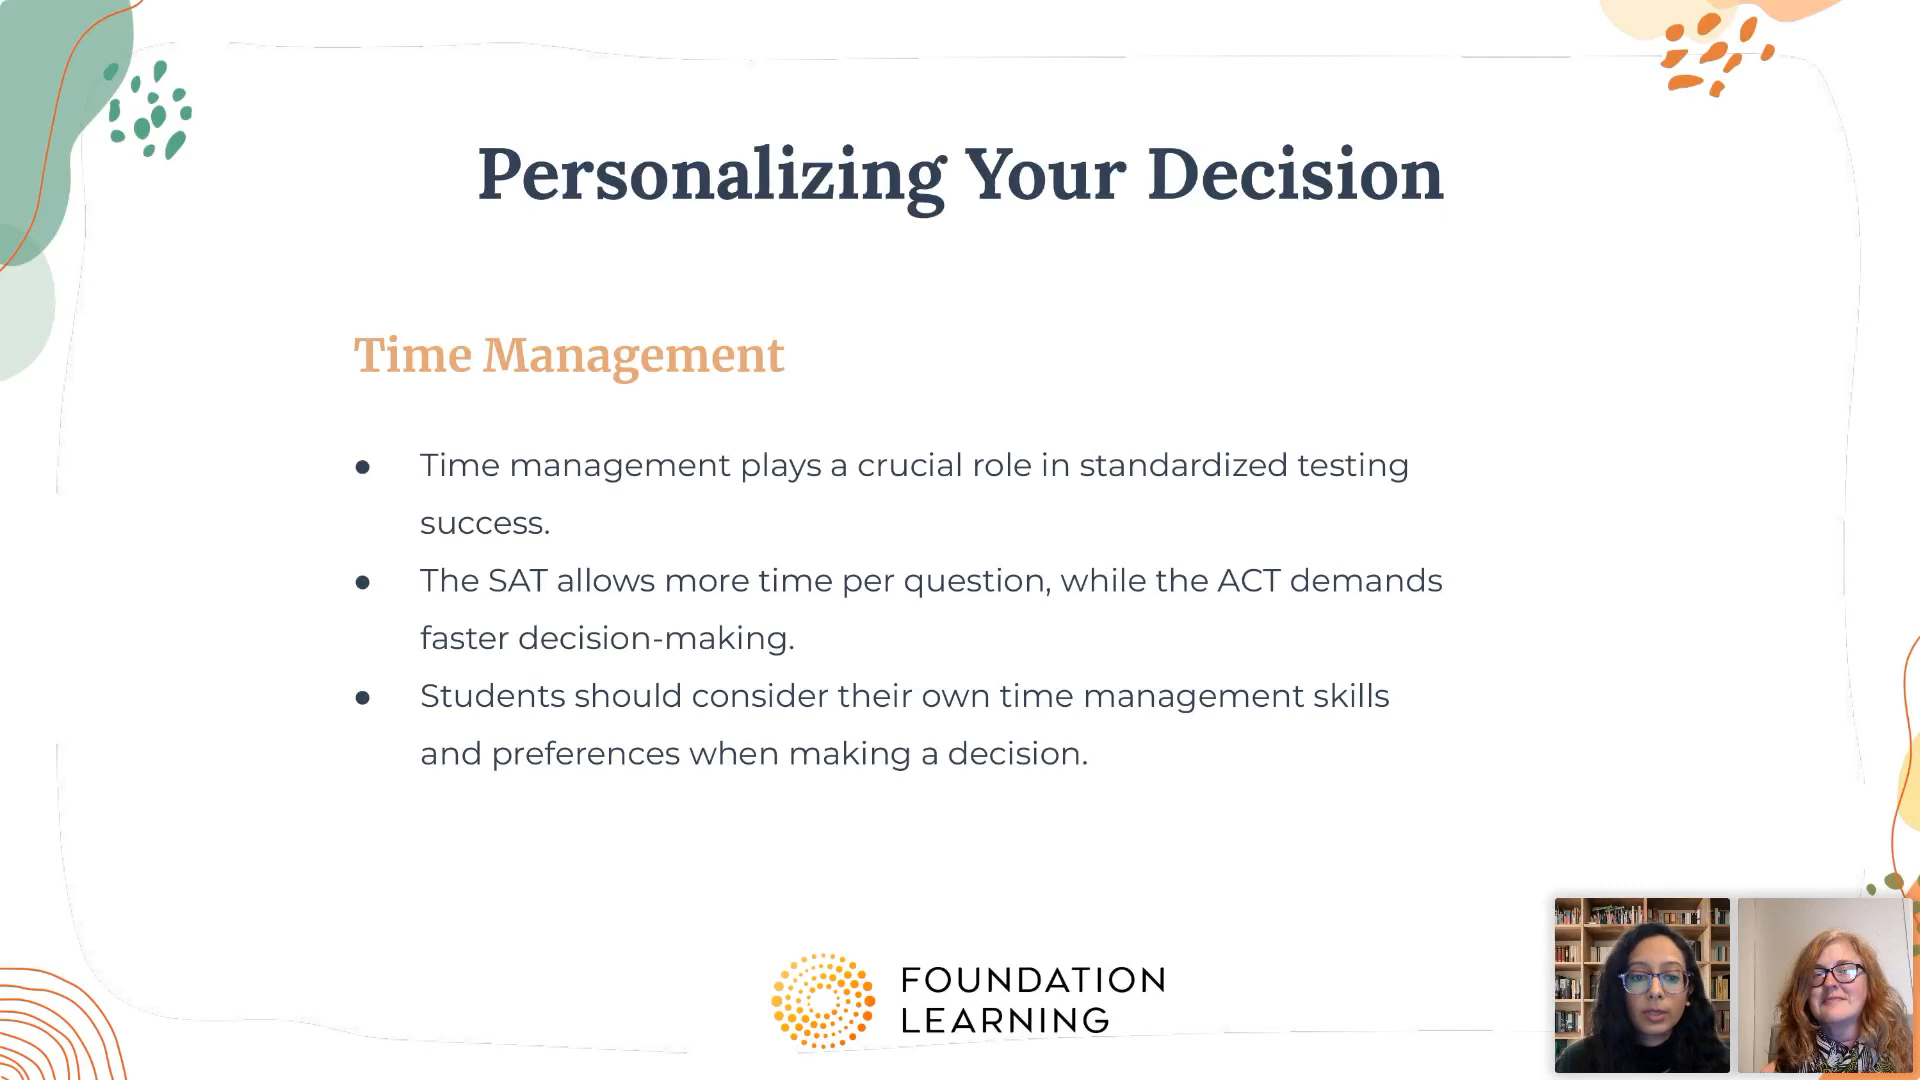 Personalizing Your Decision
Time Management
● Time management plays a crucial role in standardized testing
success.
● The SAT allows more time per question, while the ACT demands
faster decision-making.
● Students should consider their own time management skills
and preferences when making a decision.
FOUNDATION
LEARNING